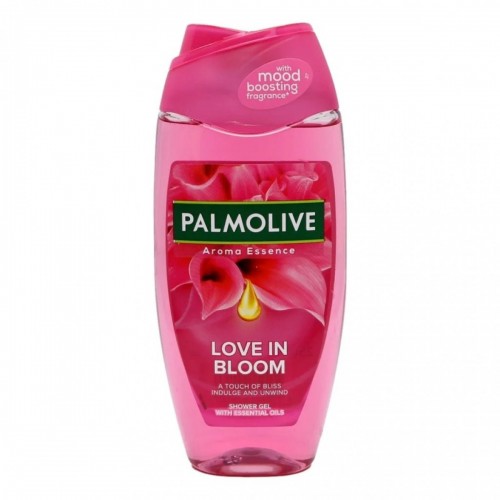 with
mood
boosting
fragrance*
PALMOLIVE
Aroma Essence
LOVE IN
BLOOM
A TOUCH OF BLISS
INDULGE AND UNWIND
SHOWER GEL
WITH ESSENTIAL OILS